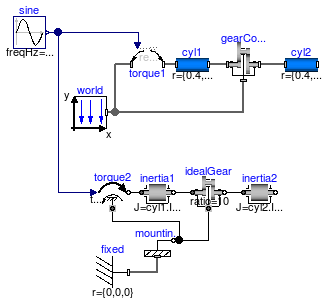 sine
freqHz=...
gearCo...
cyl1
cyl2
re...
torque1
r={0.4,...
r={0.4,...
world
y
x
torque2
inertia1
idealGear
inertia2
t...
J=cyl1.I...
ratio=10
J=cyl2.I...
mountin...
fixed
r={0,0,0}